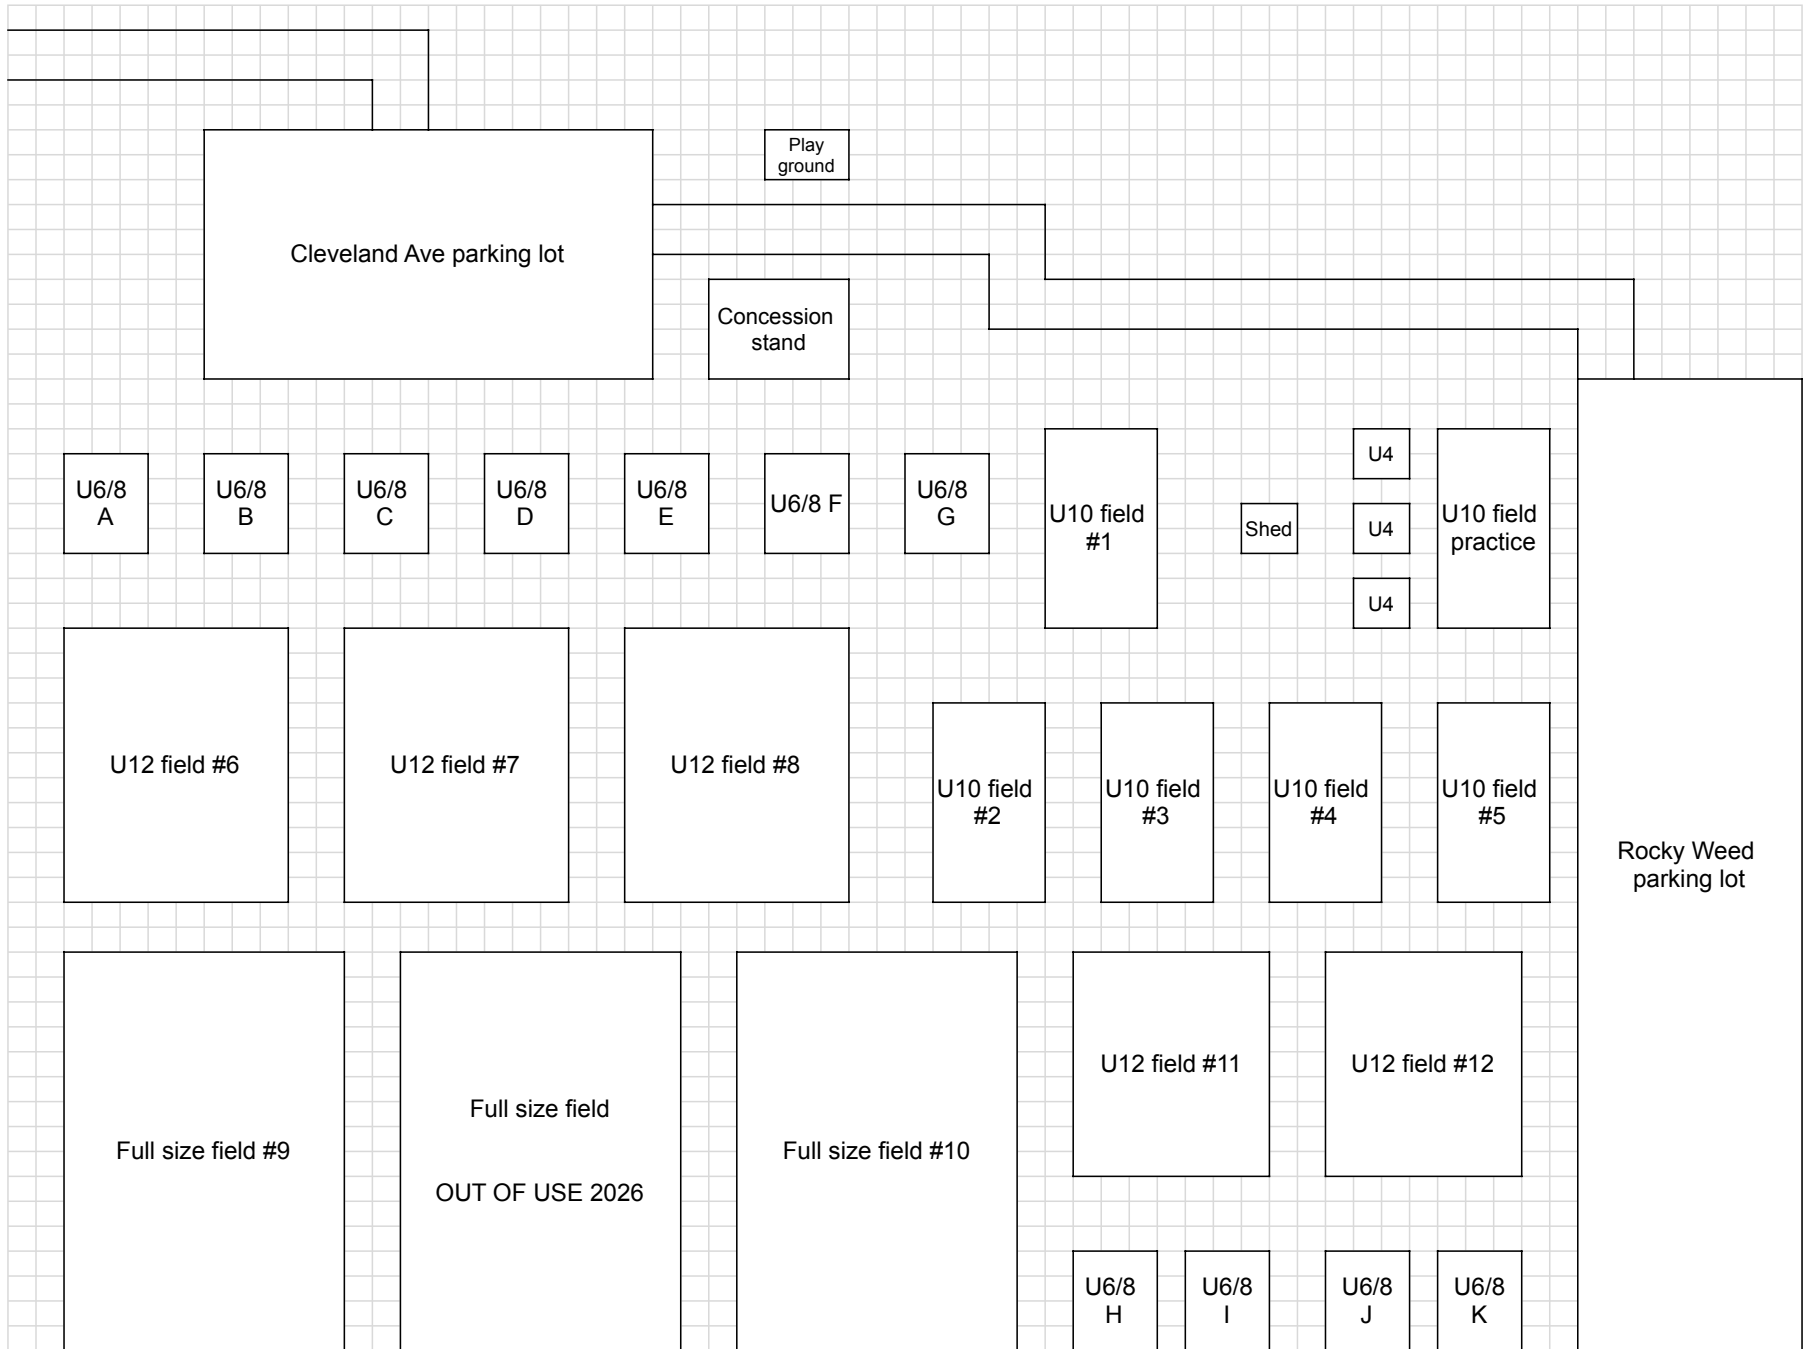 Play
ground
Cleveland Ave parking lot
Concession
stand
U6/8
A
U6/8
B
U6/8
C
U6/8
D
U6/8
E
U6/8 F
U6/8
G
U10 field
#1
Shed
U4
U4
U4
U10 field
practice
U12 field #6
U12 field #7
U12 field #8
U10 field
#2
U10 field
#3
U10 field
#4
U10 field
#5
Rocky Weed
parking lot
Full size field #9
Full size field
OUT OF USE 2026
Full size field #10
U12 field #11
U12 field #12
U6/8
H
U6/8
I
U6/8
J
U6/8
K